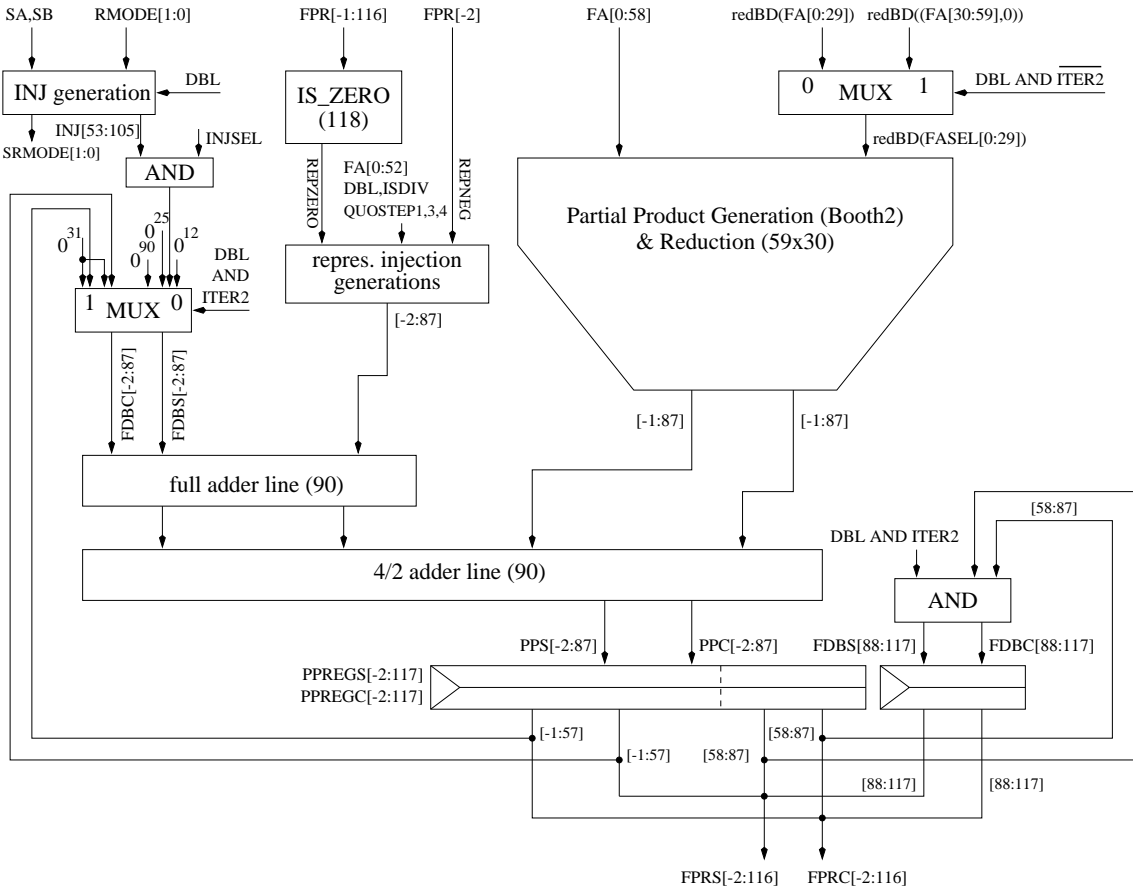 SA,SB RMODE[1:0] FPR[-1:116] FPR[-2] FA[0:58] redBD(FA[0:29]) redBD((FA[30:59],0))
INJ generation
DBL
IS_ZERO
(118)
0 MUX 1
DBL AND ITER2
INJ[53:105]
INJSEL
SRMODE[1:0]
redBD(FASEL[0:29])
AND
REPZERO
FA[0:52]
DBL,ISDIV
QUOSTEP1,3,4
REPNEG
Partial Product Generation (Booth2)
& Reduction (59x30)
0^31 0^90 0^25 0^12
DBL
AND
ITER2
repres. injection
generations
1 MUX 0
[-2:87]
FDBC[-2:87]
FDBS[-2:87]
[-1:87] [-1:87]
full adder line (90)
[58:87]
DBL AND ITER2
4/2 adder line (90)
AND
PPS[-2:87] PPC[-2:87] FDBS[88:117] FDBC[88:117]
PPREGS[-2:117]
PPREGC[-2:117]
[-1:57] [58:87]
[-1:57] [58:87]
[88:117] [88:117]
FPRS[-2:116] FPRC[-2:116]